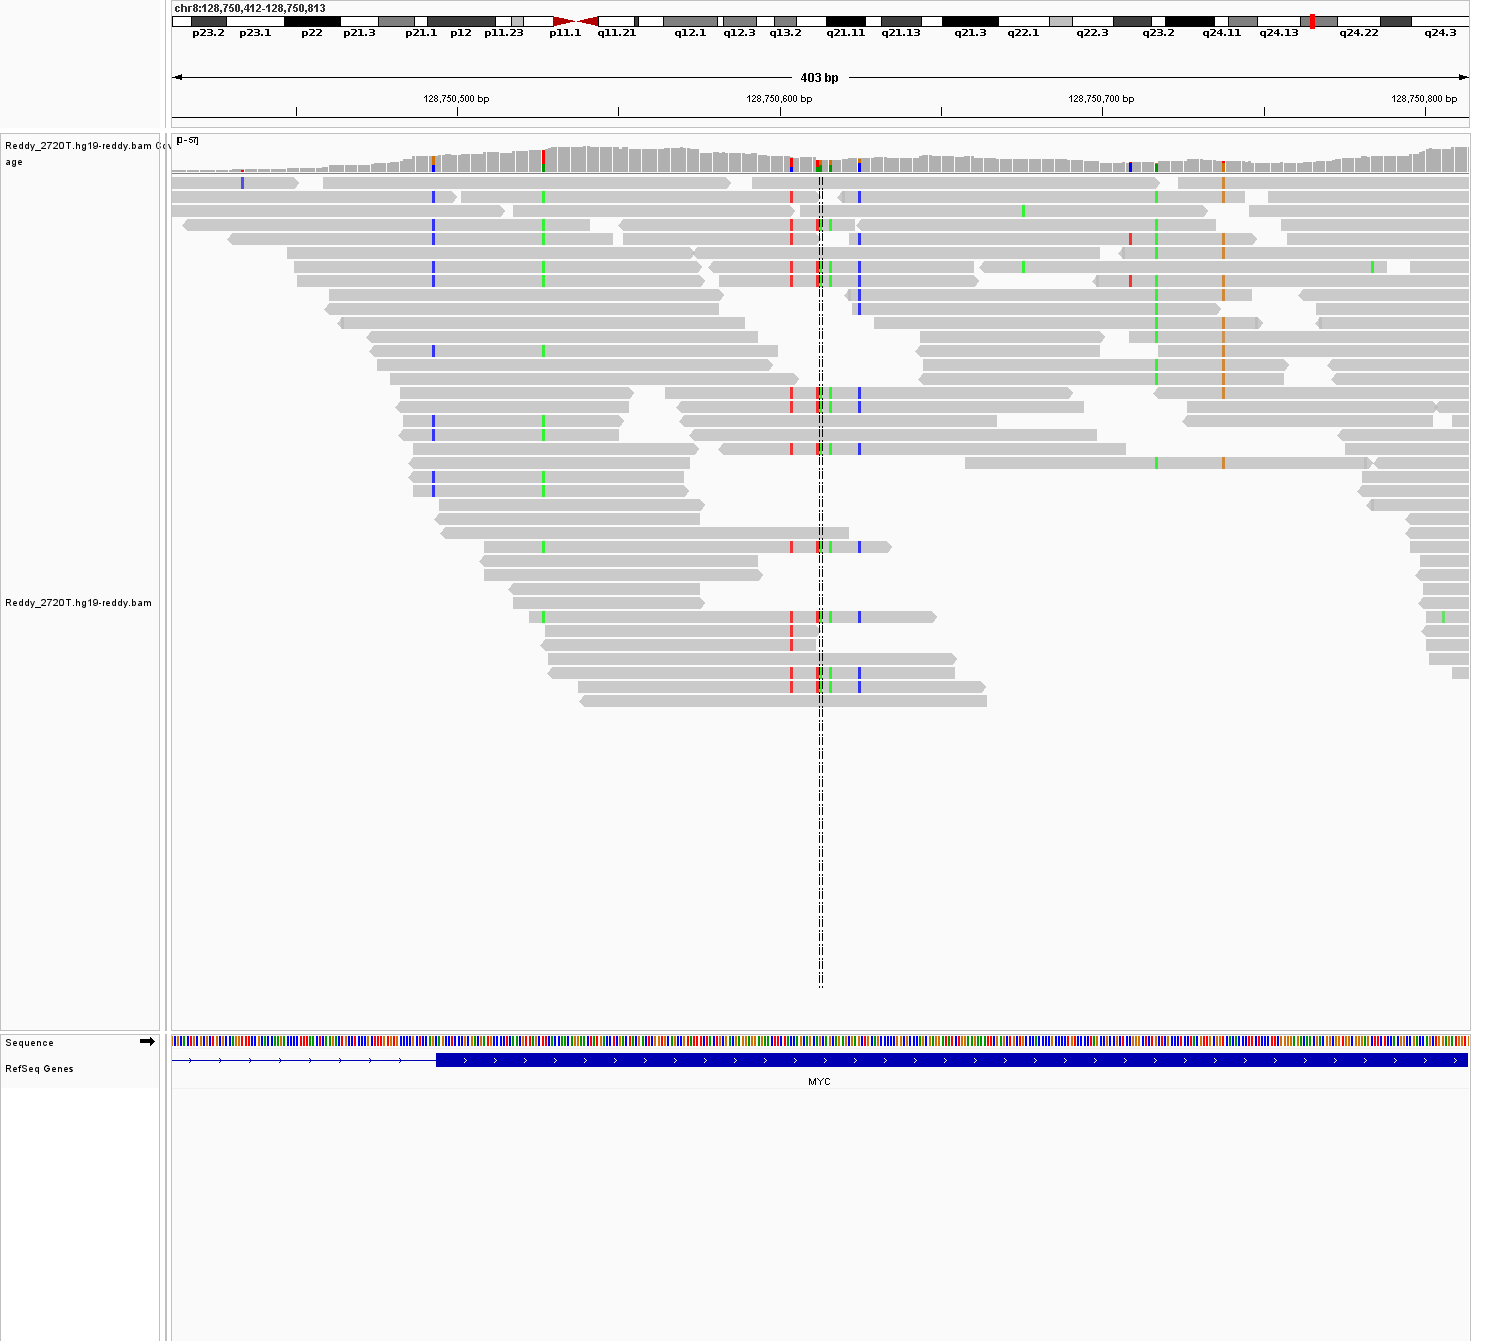 chr8:128,750,412-128,750,813
p23.2 p23.1 p22 p21.3 p21.1 p12 p11.23 p11.1 q11.21 q12.1 q12.3 q13.2 q21.11 q21.13 q21.3 q22.1 q22.3 q23.2 q24.11 q24.13 q24.22 q24.3
403 bp
128,750,500 bp 128,750,600 bp 128,750,700 bp 128,750,800 bp
[0 - 57]
Reddy_2720T.hg19-reddy.bam Cov
age
Reddy_2720T.hg19-reddy.bam
Sequence
RefSeq Genes
MYC